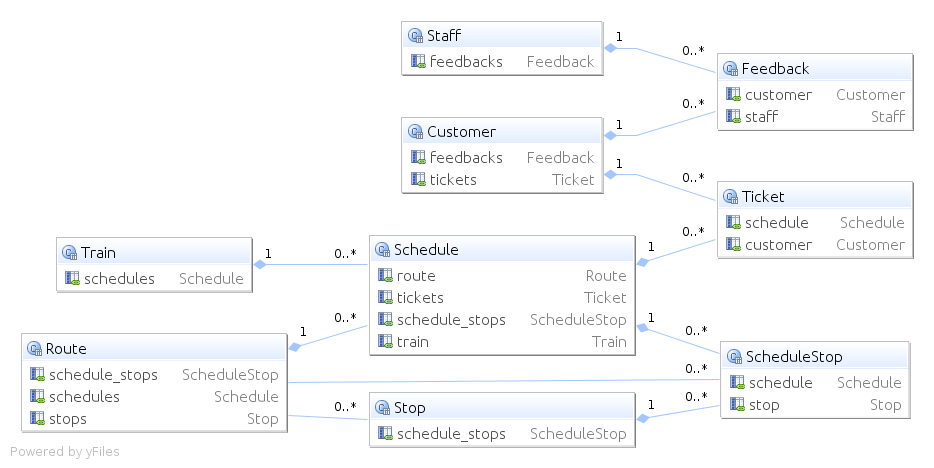 Staff
feedbacks Feedback
1
0..*
Feedback
customer Customer
staff Staff
0..*
1
Customer
feedbacks Feedback
tickets Ticket
1
0..*
Ticket
schedule Schedule
customer Customer
0..*
1
Train
schedules Schedule
1
0..*
Schedule
route Route
tickets Ticket
schedule_stops ScheduleStop
train Train
0..*
1
1
0..*
Route
schedule_stops ScheduleStop
schedules Schedule
stops Stop
ScheduleStop
schedule Schedule
stop Stop
0..*
0..*
1
Stop
schedule_stops ScheduleStop
0..*
Powered by yFiles